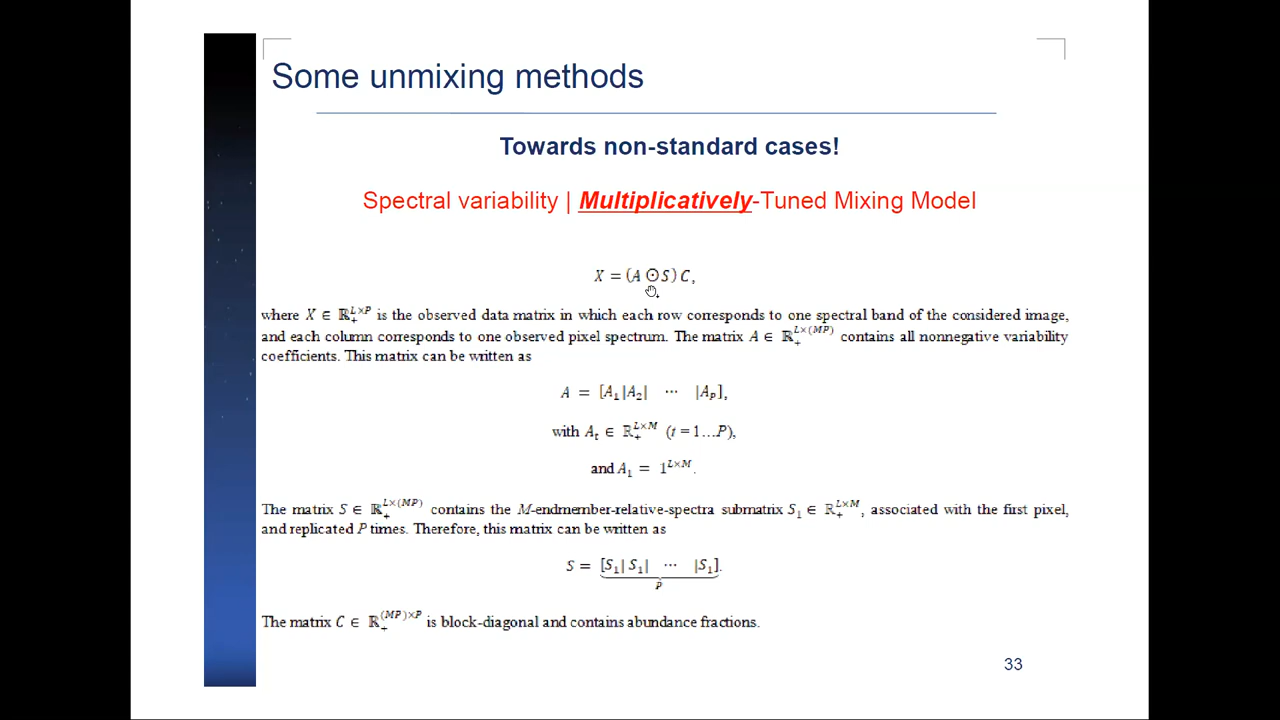 Some unmixing methods
Towards non-standard cases!
Spectral variability | Multiplicatively-Tuned Mixing Model
X = (A ⊙ S) C,
where X ∈ ℝ₊^{L×P} is the observed data matrix in which each row corresponds to one spectral band of the considered image,
and each column corresponds to one observed pixel spectrum. The matrix A ∈ ℝ₊^{L×(MP)} contains all nonnegative variability
coefficients. This matrix can be written as
A = [A₁|A₂| ⋯ |A_P],
with A_t ∈ ℝ₊^{L×M} (t = 1…P),
and A₁ = 1^{L×M}.
The matrix S ∈ ℝ₊^{L×(MP)} contains the M-endmember-relative-spectra submatrix S₁ ∈ ℝ₊^{L×M}, associated with the first pixel,
and replicated P times. Therefore, this matrix can be written as
S = [S₁| S₁| ⋯ |S₁].
P
The matrix C ∈ ℝ₊^{(MP)×P} is block-diagonal and contains abundance fractions.
33